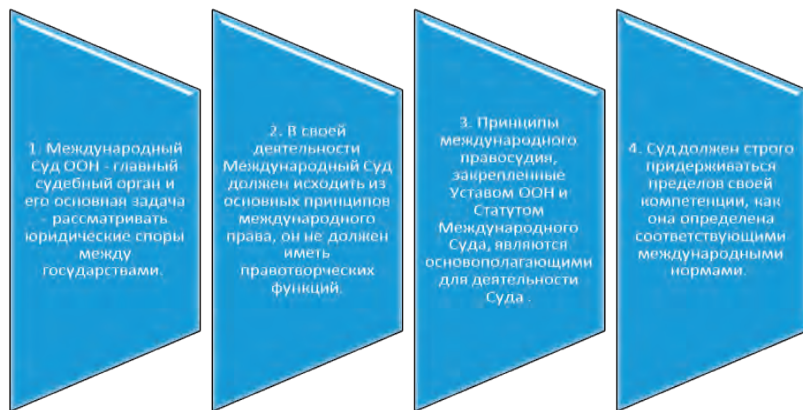 1. Международный
Суд ООН - главный
судебный орган и
его основная задача
- рассматривать
юридические споры
между
государствами.
2. В своей
деятельности
Международный Суд
должен исходить из
основных принципов
международного
права, он не должен
иметь
правотворческих
функций.
3. Принципы
международного
правосудия,
закрепленные
Уставом ООН и
Статутом
Международного
Суда, являются
основополагающими
для деятельности
Суда .
4. Суд должен строго
придерживаться
пределов своей
компетенции, как
она определена
соответствующими
международными
нормами.